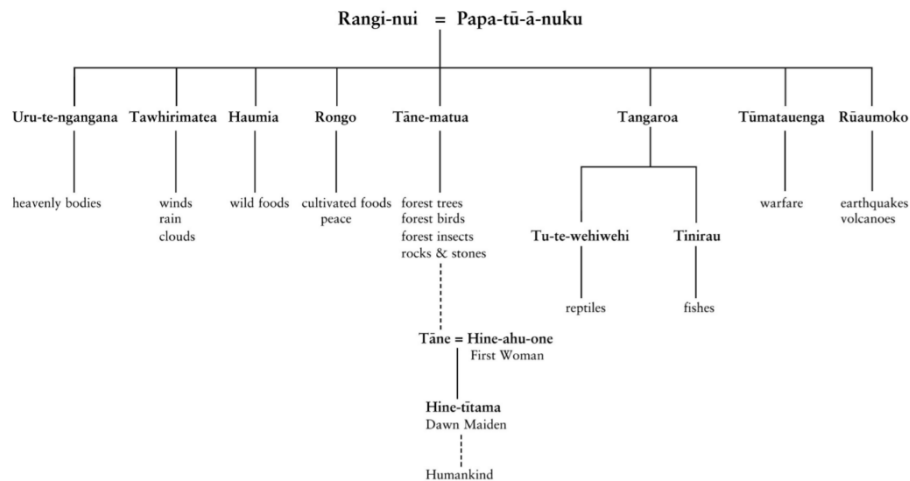 Rangi-nui = Papa-tū-ā-nuku
Uru-te-ngangana Tawhirimatea Haumia Rongo Tāne-matua Tangaroa Tūmatauenga Rūaumoko
heavenly bodies winds wild foods cultivated foods forest trees warfare earthquakes
rain peace forest birds volcanoes
clouds forest insects Tu-te-wehiwehi Tinirau
rocks & stones
reptiles fishes
Tāne = Hine-ahu-one
First Woman
Hine-tītama
Dawn Maiden
Humankind